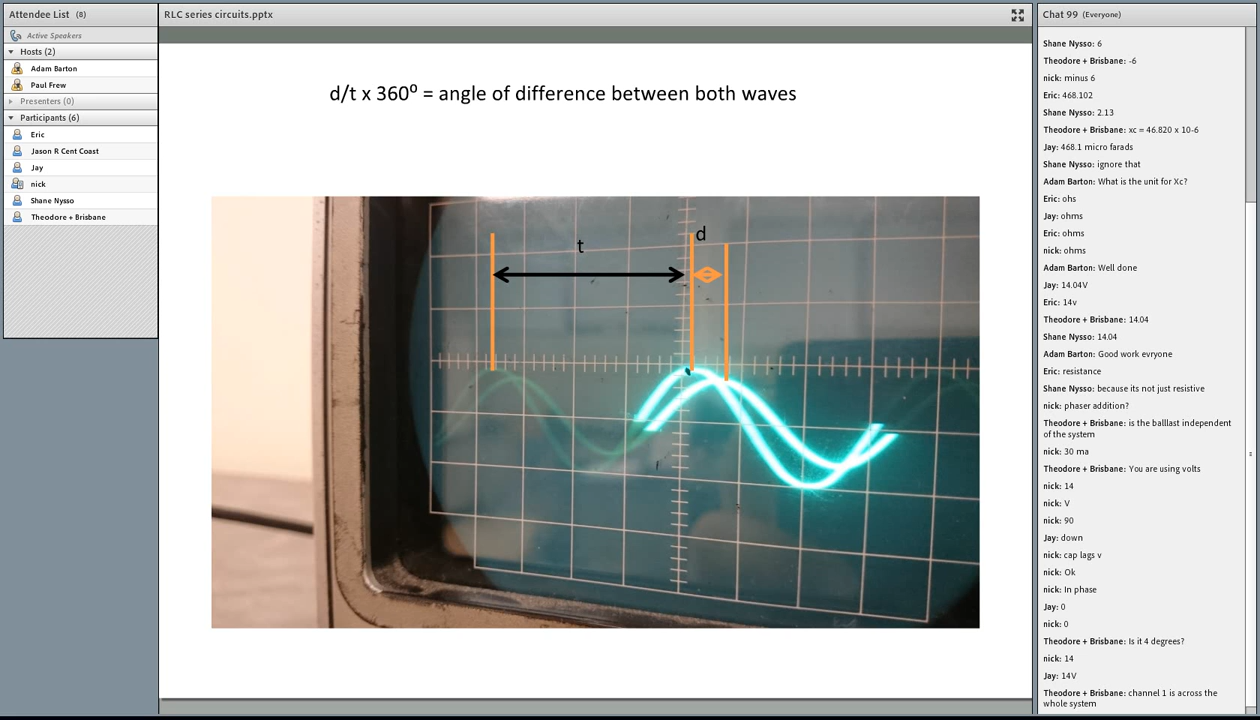 Attendee List (8)
Active Speakers
Hosts (2)
Adam Barton
Paul Frew
Presenters (0)
Participants (6)
Eric
Jason R Cent Coast
Jay
nick
Shane Nysso
Theodore + Brisbane
RLC series circuits.pptx
d/t x 360⁰ = angle of difference between both waves
t
d
Chat 99 (Everyone)
Shane Nysso: 6
Theodore + Brisbane: -6
nick: minus 6
Eric: 468.102
Shane Nysso: 2.13
Theodore + Brisbane: xc = 46.820 x 10-6
Jay: 468.1 micro farads
Shane Nysso: ignore that
Adam Barton: What is the unit for Xc?
Eric: ohs
Jay: ohms
Eric: ohms
nick: ohms
Adam Barton: Well done
Jay: 14.04V
Eric: 14v
Theodore + Brisbane: 14.04
Shane Nysso: 14.04
Adam Barton: Good work evryone
Eric: resistance
Shane Nysso: because its not just resistive
nick: phaser addition?
Theodore + Brisbane: is the balllast independent
of the system
nick: 30 ma
Theodore + Brisbane: You are using volts
nick: 14
nick: V
nick: 90
Jay: down
nick: cap lags v
nick: Ok
nick: In phase
Jay: 0
nick: 0
Theodore + Brisbane: Is it 4 degrees?
nick: 14
Jay: 14V
Theodore + Brisbane: channel 1 is across the
whole system